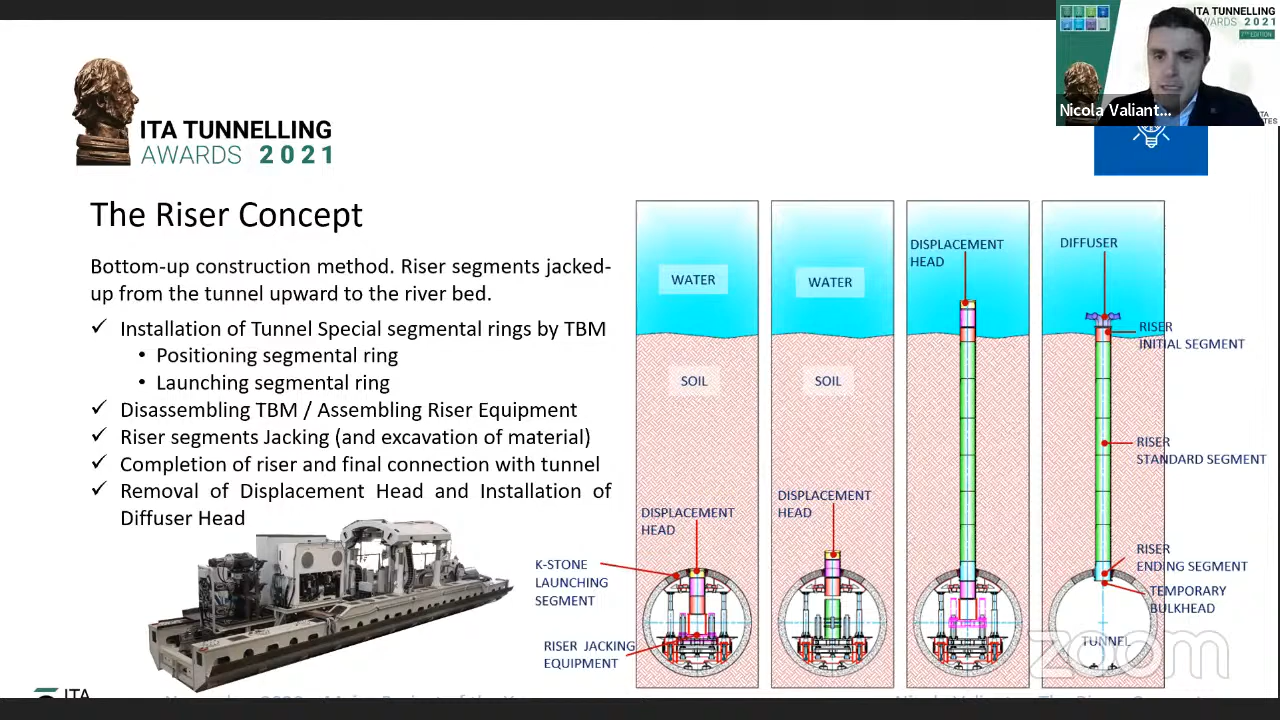 ITA TUNNELLING
AWARDS 2021
The Riser Concept
Bottom-up construction method. Riser segments jacked-
up from the tunnel upward to the river bed.
✓ Installation of Tunnel Special segmental rings by TBM
• Positioning segmental ring
• Launching segmental ring
✓ Disassembling TBM / Assembling Riser Equipment
✓ Riser segments Jacking (and excavation of material)
✓ Completion of riser and final connection with tunnel
✓ Removal of Displacement Head and Installation of
Diffuser Head
WATER
SOIL
DISPLACEMENT
HEAD
K-STONE
LAUNCHING
SEGMENT
RISER JACKING
EQUIPMENT
WATER
SOIL
DISPLACEMENT
HEAD
DISPLACEMENT
HEAD
DIFFUSER
RISER
INITIAL SEGMENT
RISER
STANDARD SEGMENT
RISER
ENDING SEGMENT
TEMPORARY
BULKHEAD
TUNNEL
zoom
ITA TUNNELLING
AWARDS 2021
Nicola Valiant...
ITA